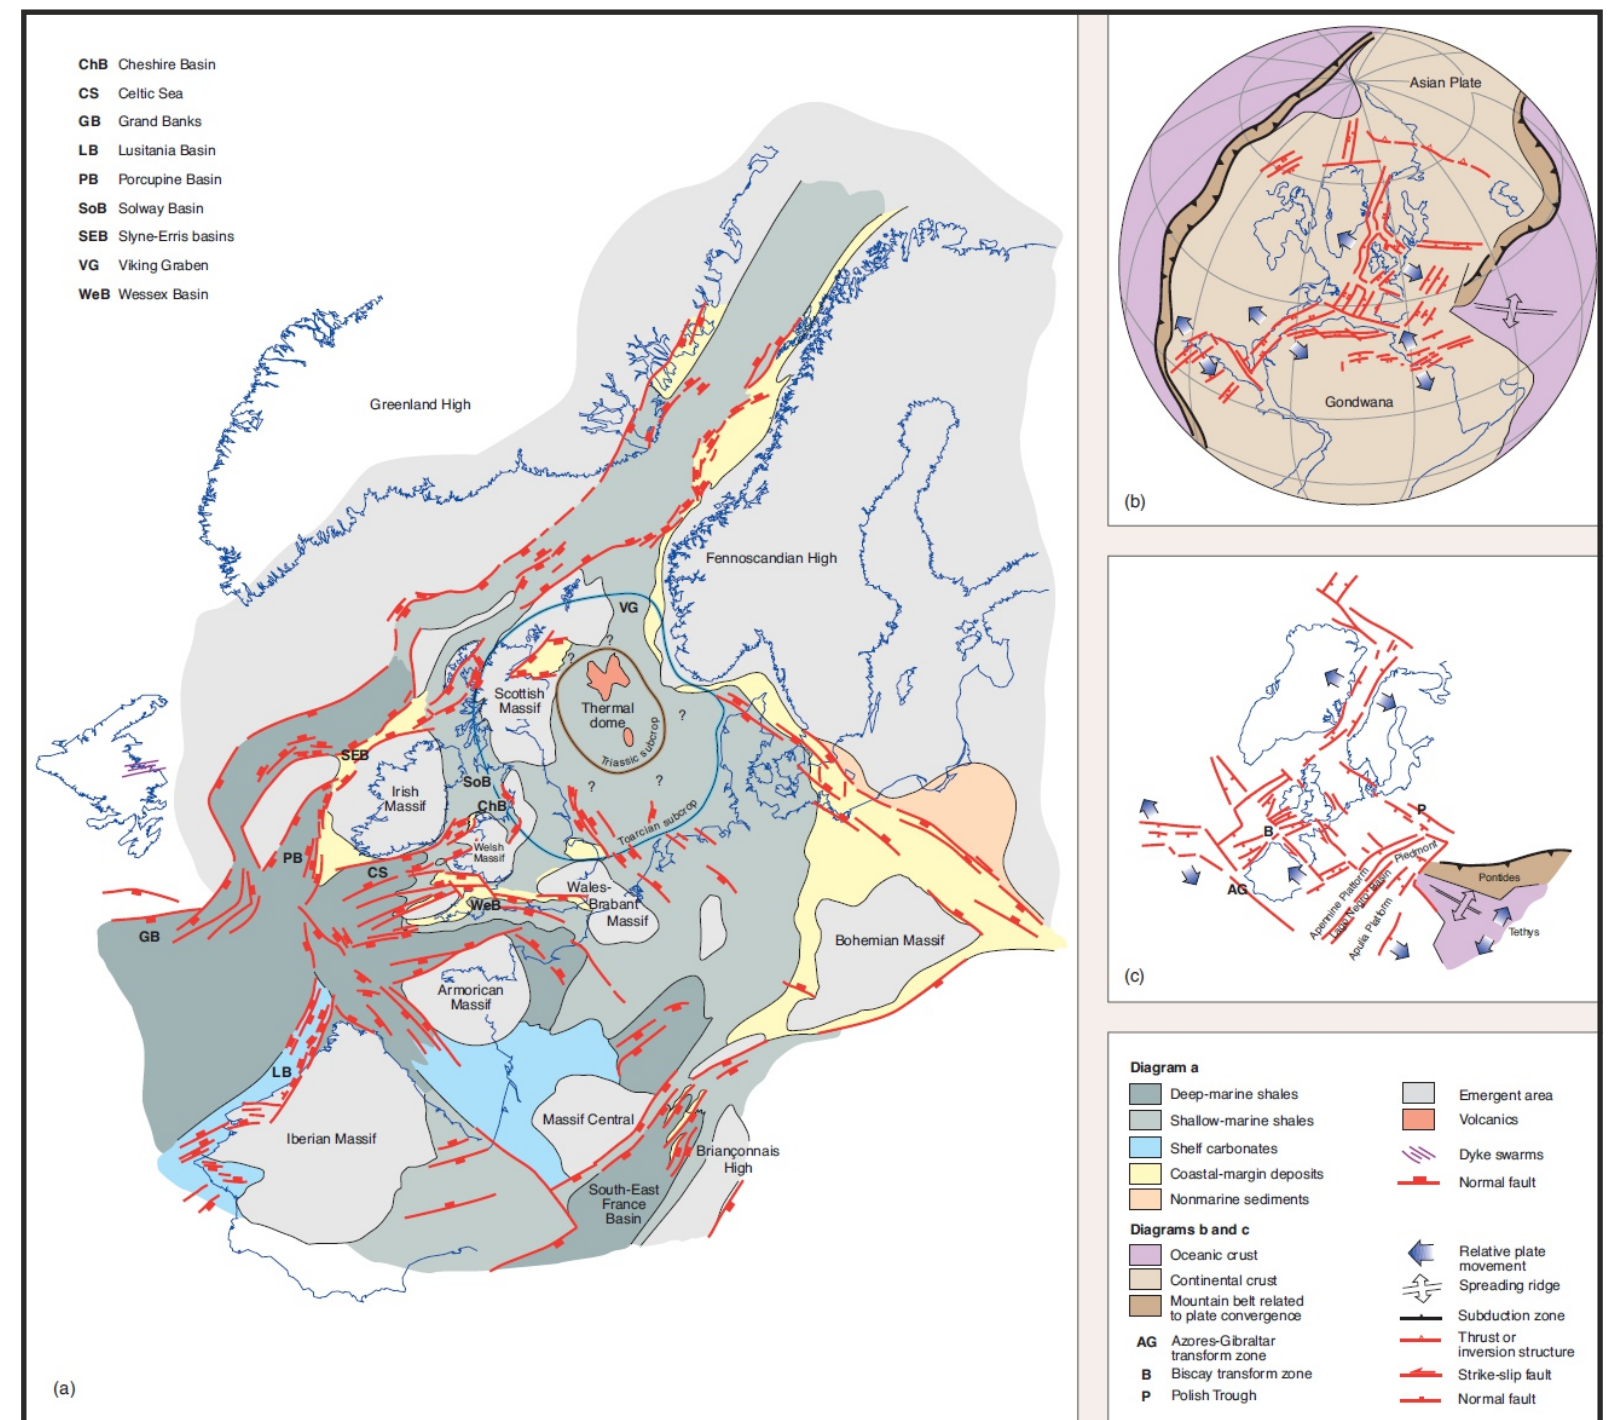 ChB Cheshire Basin
CS Celtic Sea
GB Grand Banks
LB Lusitania Basin
PB Porcupine Basin
SoB Solway Basin
SEB Slyne-Erris basins
VG Viking Graben
WeB Wessex Basin
Greenland High
Fennoscandian High
VG
?
?
Scottish
Massif
Thermal
dome
?
Triassic subcrop
SEB
Irish
Massif
SoB
ChB
?
?
Toarcian subcrop
Welsh
Massif
PB
CS
WeB
Wales-
Brabant
Massif
GB
Bohemian Massif
Armorican
Massif
LB
Iberian Massif
Massif Central
Briançonnais
High
South-East
France
Basin
(a)
Asian Plate
Gondwana
(b)
P
B
AG
Piedmont
Pontides
Apennine Platform
Lago Negro Basin
Apulia Platform
Tethys
(c)
Diagram a
Deep-marine shales
Shallow-marine shales
Shelf carbonates
Coastal-margin deposits
Nonmarine sediments
Emergent area
Volcanics
Dyke swarms
Normal fault
Diagrams b and c
Oceanic crust
Continental crust
Mountain belt related
to plate convergence
AG Azores-Gibraltar
transform zone
B Biscay transform zone
P Polish Trough
Relative plate
movement
Spreading ridge
Subduction zone
Thrust or
inversion structure
Strike-slip fault
Normal fault